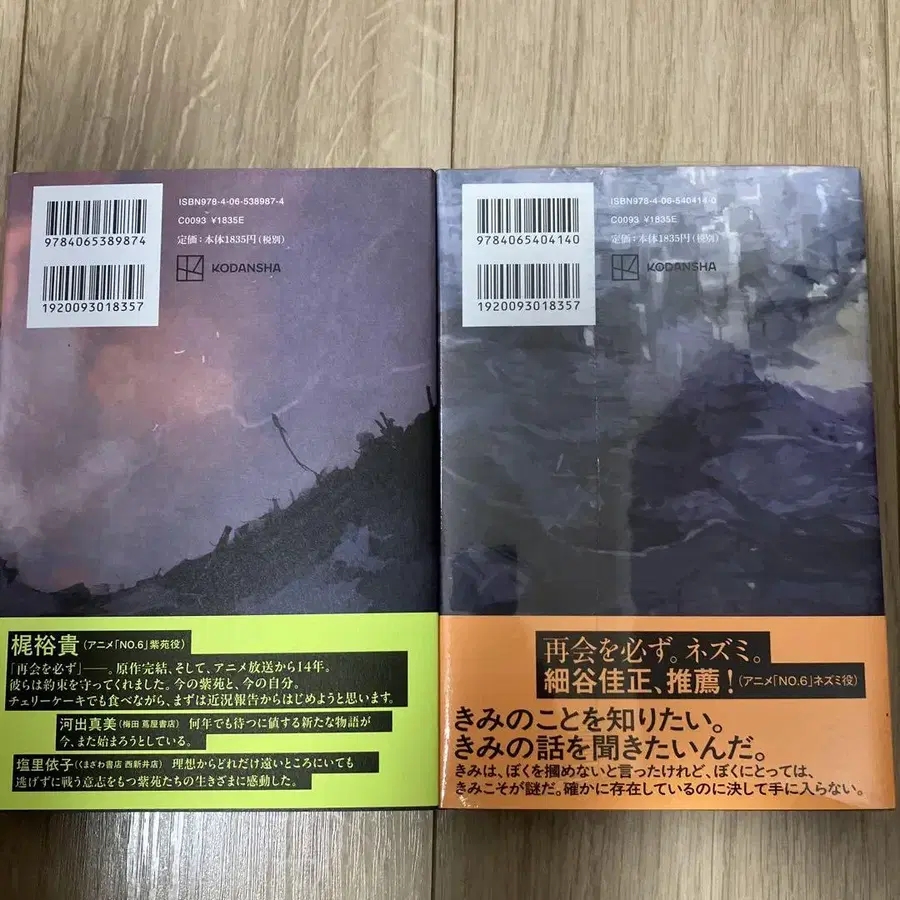 ISBN978-4-06-538987-4
C0093 ¥1835E
定価:本体1835円(税別)
9784065389874
1920093018357
KODANSHA
梶裕貴(アニメ「NO.6」紫苑役)
「再会を必ず」――。原作完結、そして、アニメ放送から14年。
彼らは約束を守ってくれました。今の紫苑と、今の自分。
チェリーケーキでも食べながら、まずは近況報告からはじめようと思います。
河出真美(梅田 蔦屋書店) 何年でも待つに値する新たな物語が
今、また始まろうとしている。
塩里依子(くまざわ書店 西新井店) 理想からどれだけ遠いところにいても
逃げずに戦う意志をもつ紫苑たちの生きざまに感動した。
ISBN978-4-06-540414-0
C0093 ¥1835E
定価:本体1835円(税別)
9784065404140
1920093018357
KODANSHA
再会を必ず。ネズミ。
細谷佳正、推薦!(アニメ「NO.6」ネズミ役)
きみのことを知りたい。
きみの話を聞きたいんだ。
きみは、ぼくを摑めないと言ったけれど、ぼくにとっては、
きみこそが謎だ。確かに存在しているのに決して手に入らない。